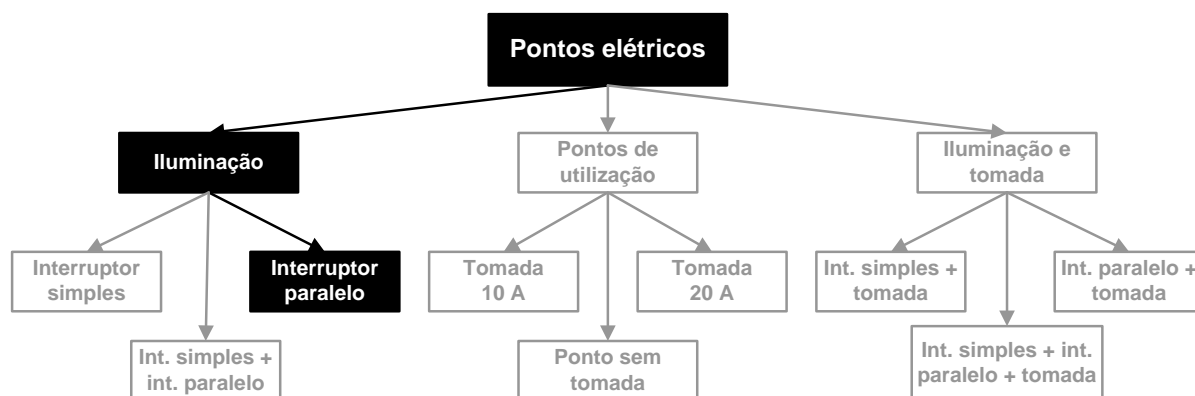 Pontos elétricos
Iluminação
Pontos de
utilização
Iluminação e
tomada
Interruptor
simples
Interruptor
paralelo
Tomada
10 A
Tomada
20 A
Int. simples +
tomada
Int. paralelo +
tomada
Int. simples +
int. paralelo
Ponto sem
tomada
Int. simples + int.
paralelo + tomada